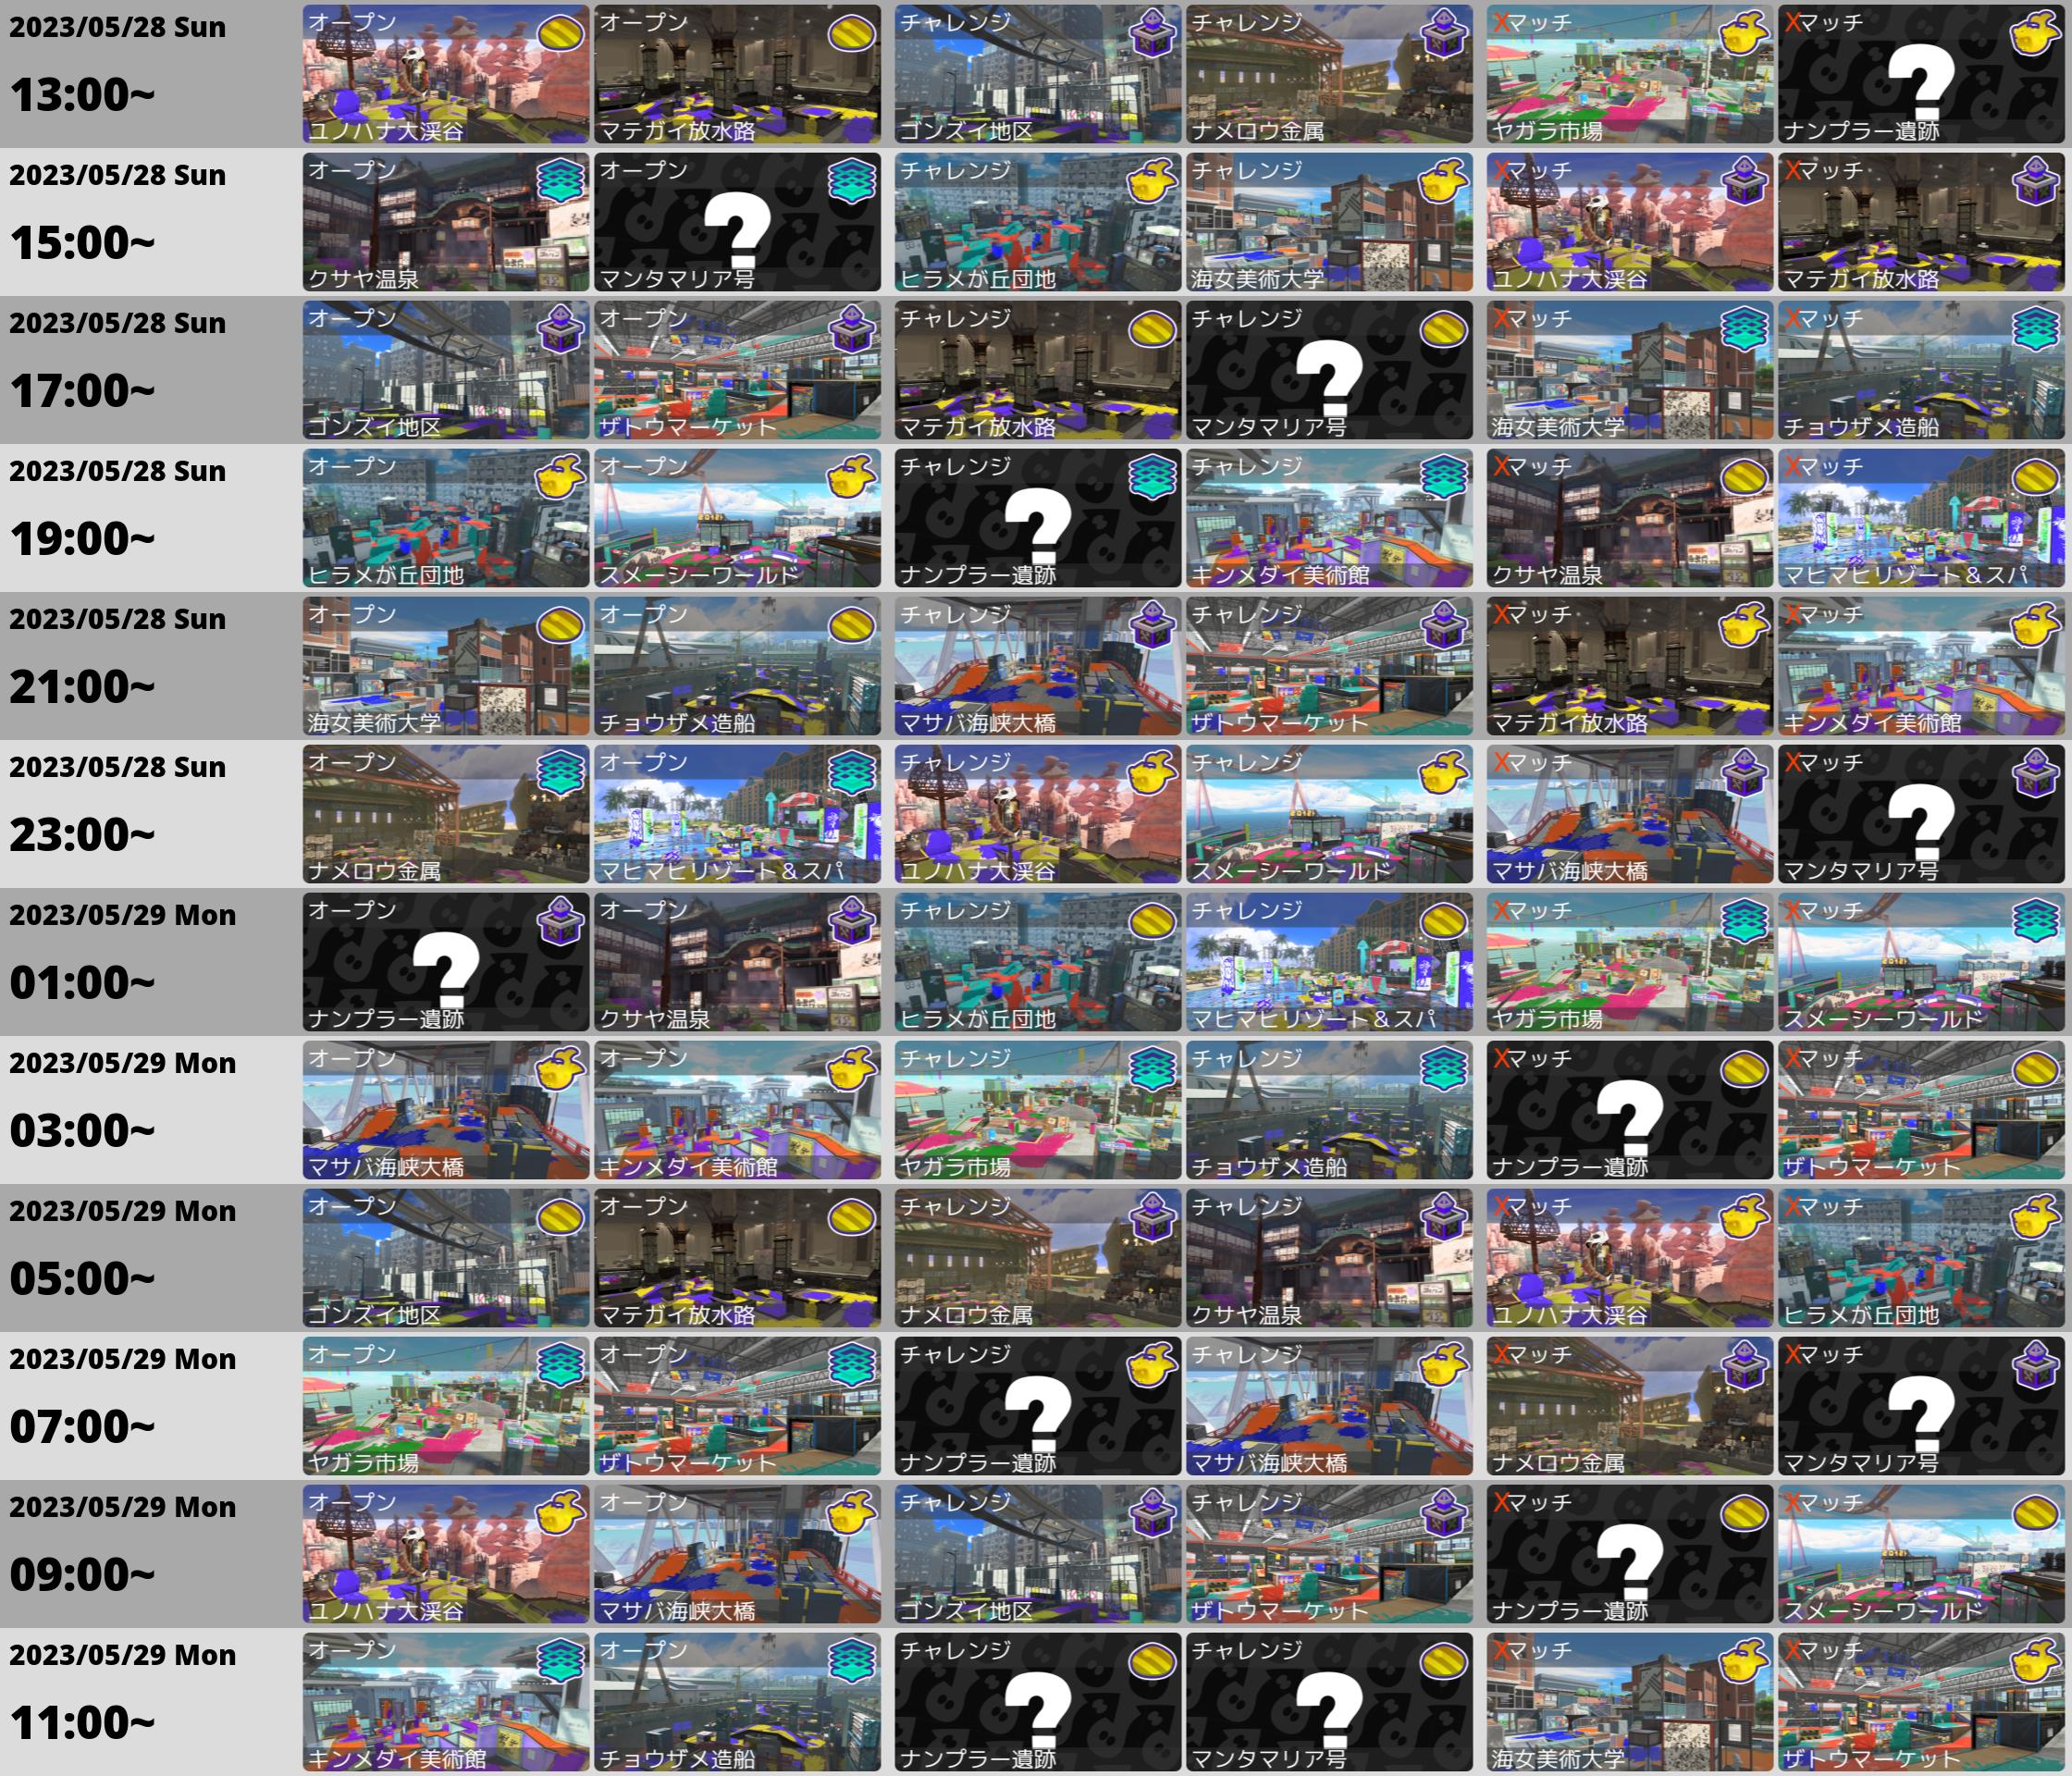 2023/05/28 Sun
13:00~
オープン オープン チャレンジ チャレンジ Xマッチ Xマッチ
ユノハナ大渓谷 マテガイ放水路 ゴンズイ地区 ナメロウ金属 ヤガラ市場 ナンプラー遺跡
2023/05/28 Sun
15:00~
オープン オープン チャレンジ チャレンジ Xマッチ Xマッチ
クサヤ温泉 マンタマリア号 ヒラメが丘団地 海女美術大学 ユノハナ大渓谷 マテガイ放水路
2023/05/28 Sun
17:00~
オープン オープン チャレンジ チャレンジ Xマッチ Xマッチ
ゴンズイ地区 ザトウマーケット マテガイ放水路 マンタマリア号 海女美術大学 チョウザメ造船
2023/05/28 Sun
19:00~
オープン オープン チャレンジ チャレンジ Xマッチ Xマッチ
ヒラメが丘団地 スメーシーワールド ナンプラー遺跡 キンメダイ美術館 クサヤ温泉 マヒマヒリゾート＆スパ
2023/05/28 Sun
21:00~
オープン オープン チャレンジ チャレンジ Xマッチ Xマッチ
海女美術大学 チョウザメ造船 マサバ海峡大橋 ザトウマーケット マテガイ放水路 キンメダイ美術館
2023/05/28 Sun
23:00~
オープン オープン チャレンジ チャレンジ Xマッチ Xマッチ
ナメロウ金属 マヒマヒリゾート＆スパ ユノハナ大渓谷 スメーシーワールド マサバ海峡大橋 マンタマリア号
2023/05/29 Mon
01:00~
オープン オープン チャレンジ チャレンジ Xマッチ Xマッチ
ナンプラー遺跡 クサヤ温泉 ヒラメが丘団地 マヒマヒリゾート＆スパ ヤガラ市場 スメーシーワールド
2023/05/29 Mon
03:00~
オープン オープン チャレンジ チャレンジ Xマッチ Xマッチ
マサバ海峡大橋 キンメダイ美術館 ヤガラ市場 チョウザメ造船 ナンプラー遺跡 ザトウマーケット
2023/05/29 Mon
05:00~
オープン オープン チャレンジ チャレンジ Xマッチ Xマッチ
ゴンズイ地区 マテガイ放水路 ナメロウ金属 クサヤ温泉 ユノハナ大渓谷 ヒラメが丘団地
2023/05/29 Mon
07:00~
オープン オープン チャレンジ チャレンジ Xマッチ Xマッチ
ヤガラ市場 ザトウマーケット ナンプラー遺跡 マサバ海峡大橋 ナメロウ金属 マンタマリア号
2023/05/29 Mon
09:00~
オープン オープン チャレンジ チャレンジ Xマッチ Xマッチ
ユノハナ大渓谷 マサバ海峡大橋 ゴンズイ地区 ザトウマーケット ナンプラー遺跡 スメーシーワールド
2023/05/29 Mon
11:00~
オープン オープン チャレンジ チャレンジ Xマッチ Xマッチ
キンメダイ美術館 チョウザメ造船 ナンプラー遺跡 マンタマリア号 海女美術大学 ザトウマーケット